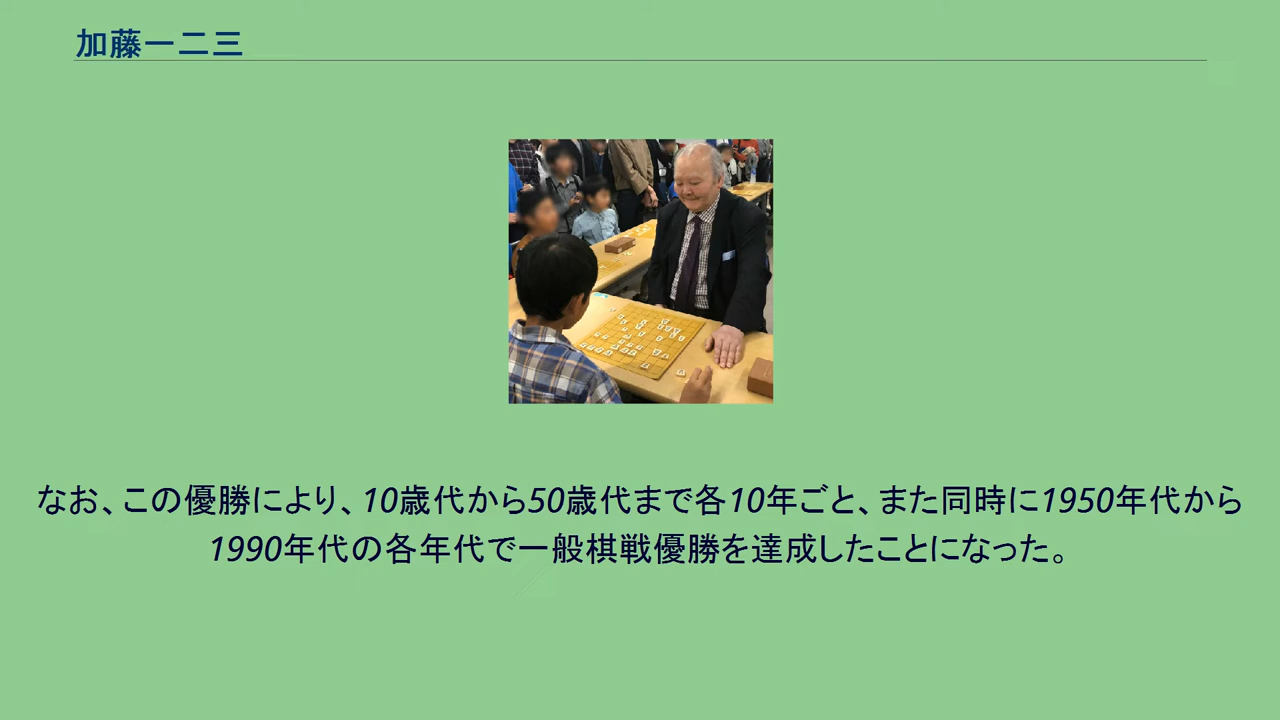 加藤一二三
なお、この優勝により、10歳代から50歳代まで各10年ごと、また同時に1950年代から
1990年代の各年代で一般棋戦優勝を達成したことになった。